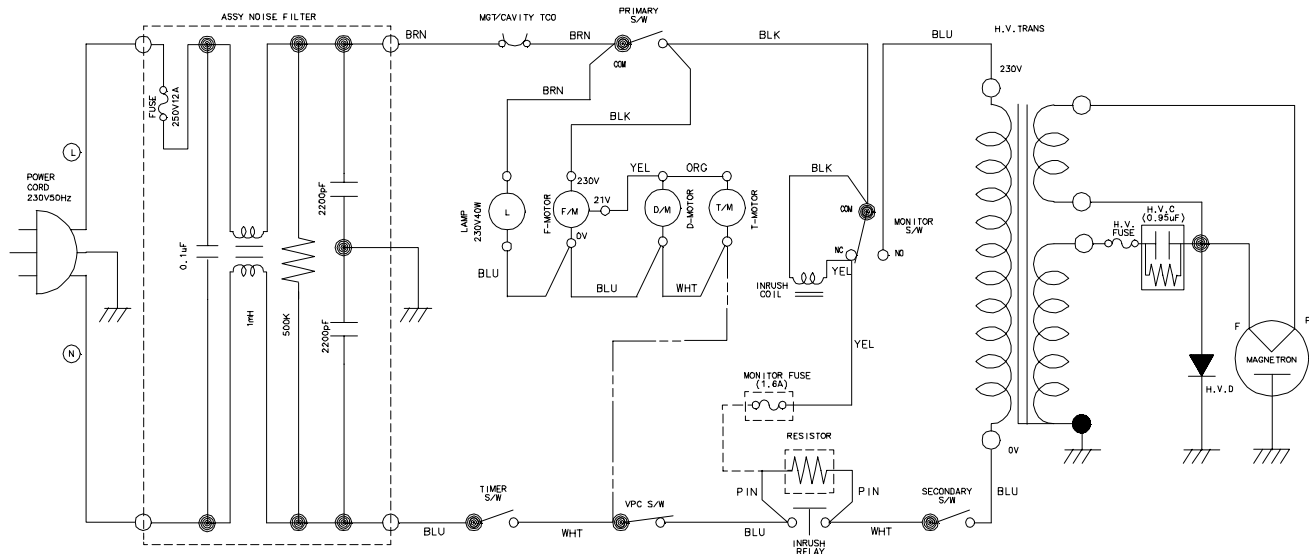 ASSY NOISE FILTER
MGT/CAVITY TCO
PRIMARY
S/W
H.V.TRANS
BRN
BRN
COM
BLK
BLU
230V
FUSE
250V12A
BRN
BLK
L
POWER
CORD
230V50Hz
2200pF
230V
21V
YEL
ORG
BLK
LAMP
230V40W
L
F-MOTOR
F/M
D/M
D-MOTOR
T/M
T-MOTOR
COM
MONITOR
S/W
H.V.C
(0.95uF)
H.V.
FUSE
0V
NC
NO
YEL
0.1uF
1mH
500K
BLU
BLU
WHT
INRUSH
COIL
N
2200pF
YEL
F
F
MAGNETRON
MONITOR FUSE
(1.6A)
H.V.D
RESISTOR
0V
TIMER
S/W
VPC S/W
PIN
PIN
SECONDARY
S/W
BLU
BLU
WHT
BLU
INRUSH
RELAY
WHT